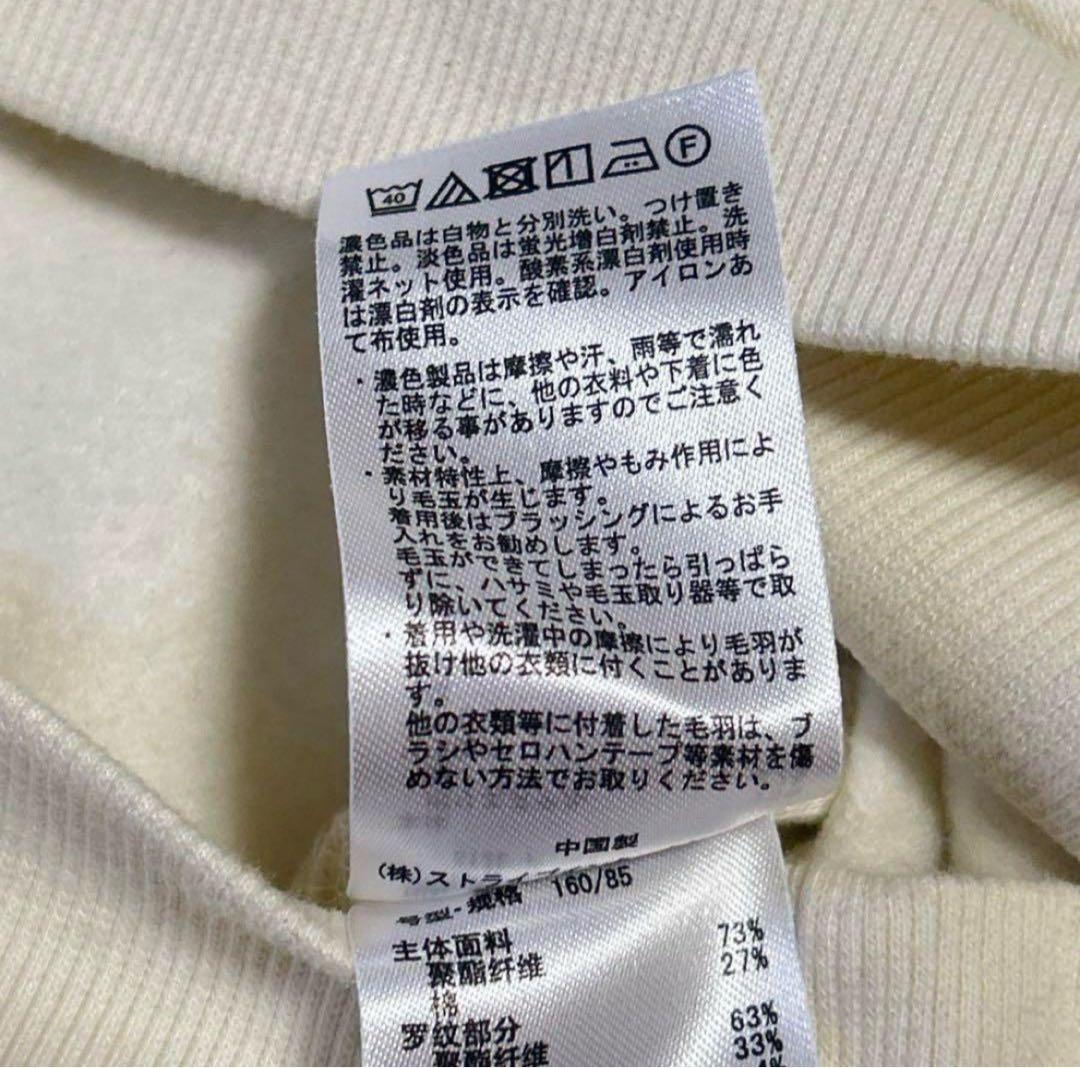 40 F
濃色品は白物と分別洗い。つけ置き
禁止。淡色品は蛍光増白剤禁止。洗
濯ネット使用。酸素系漂白剤使用時
は漂白剤の表示を確認。アイロンあ
て布使用。
・濃色製品は摩擦や汗、雨等で濡れ
た時などに、他の衣料や下着に色
が移る事がありますのでご注意く
ださい。
・素材特性上、摩擦やもみ作用によ
り毛玉が生じます。
着用後はブラッシングによるお手
入れをお勧めします。
毛玉ができてしまったら引っぱら
ずに、ハサミや毛玉取り器等で取
り除いてください。
・着用や洗濯中の摩擦により毛羽が
抜け他の衣類に付くことがありま
す。
他の衣類等に付着した毛羽は、ブ
ラシやセロハンテープ等素材を傷
めない方法でお取りください。
中国製
(株)ストライ
号型・规格 160/85
主体面料
聚酯纤维 73%
棉 27%
罗纹部分
聚酯纤维 63%
33%